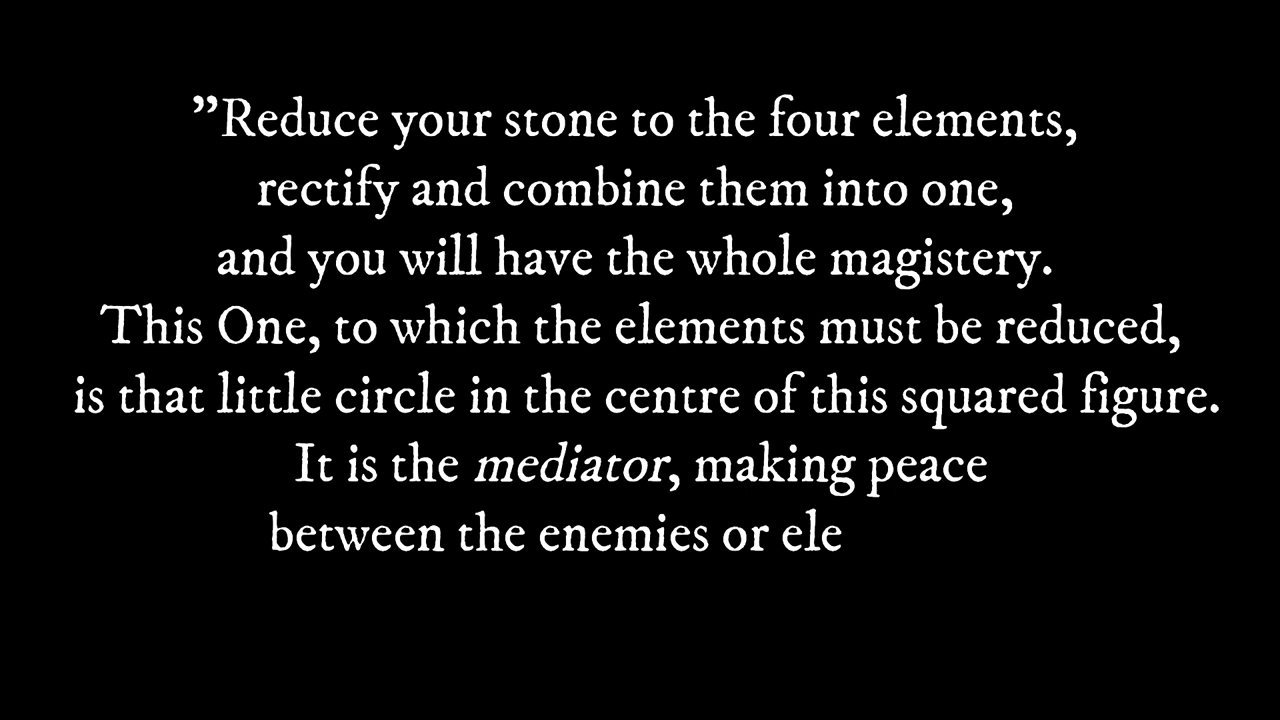 ”Reduce your stone to the four elements,
rectify and combine them into one,
and you will have the whole magistery.
This One, to which the elements must be reduced,
is that little circle in the centre of this squared figure.
It is the mediator, making peace
between the enemies or ele